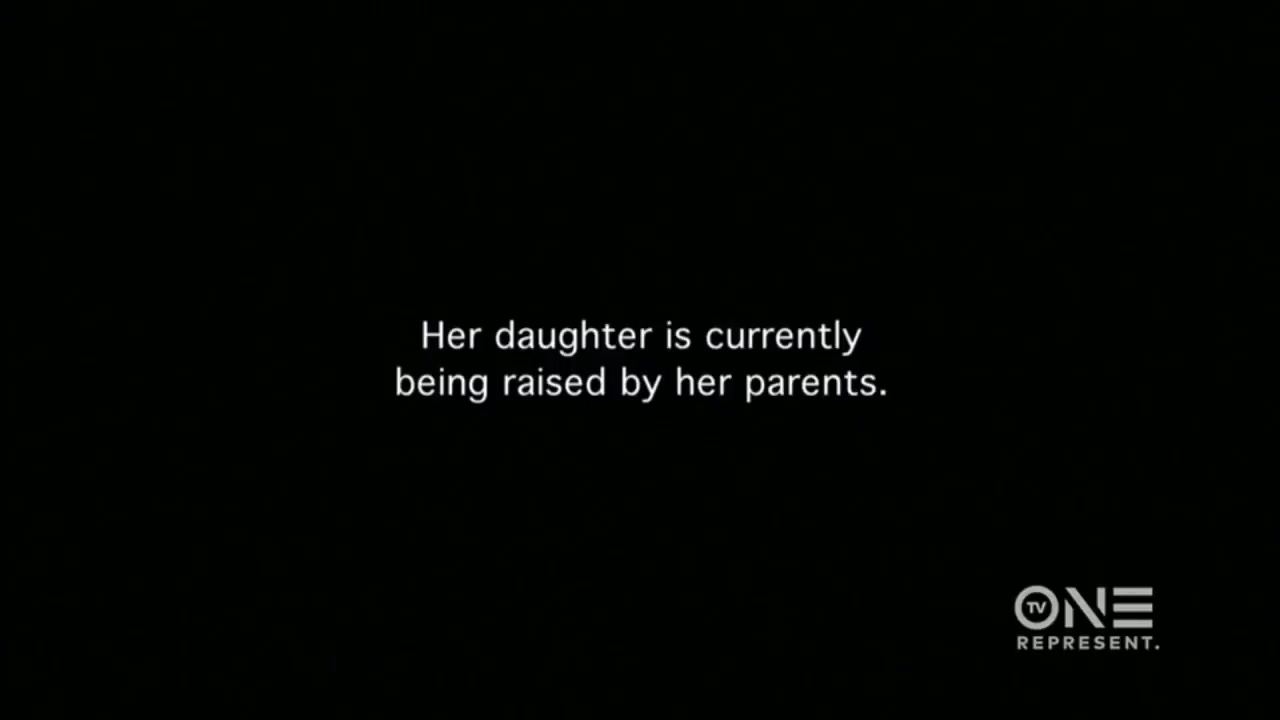 Her daughter is currently
being raised by her parents.
TV ONE
REPRESENT.